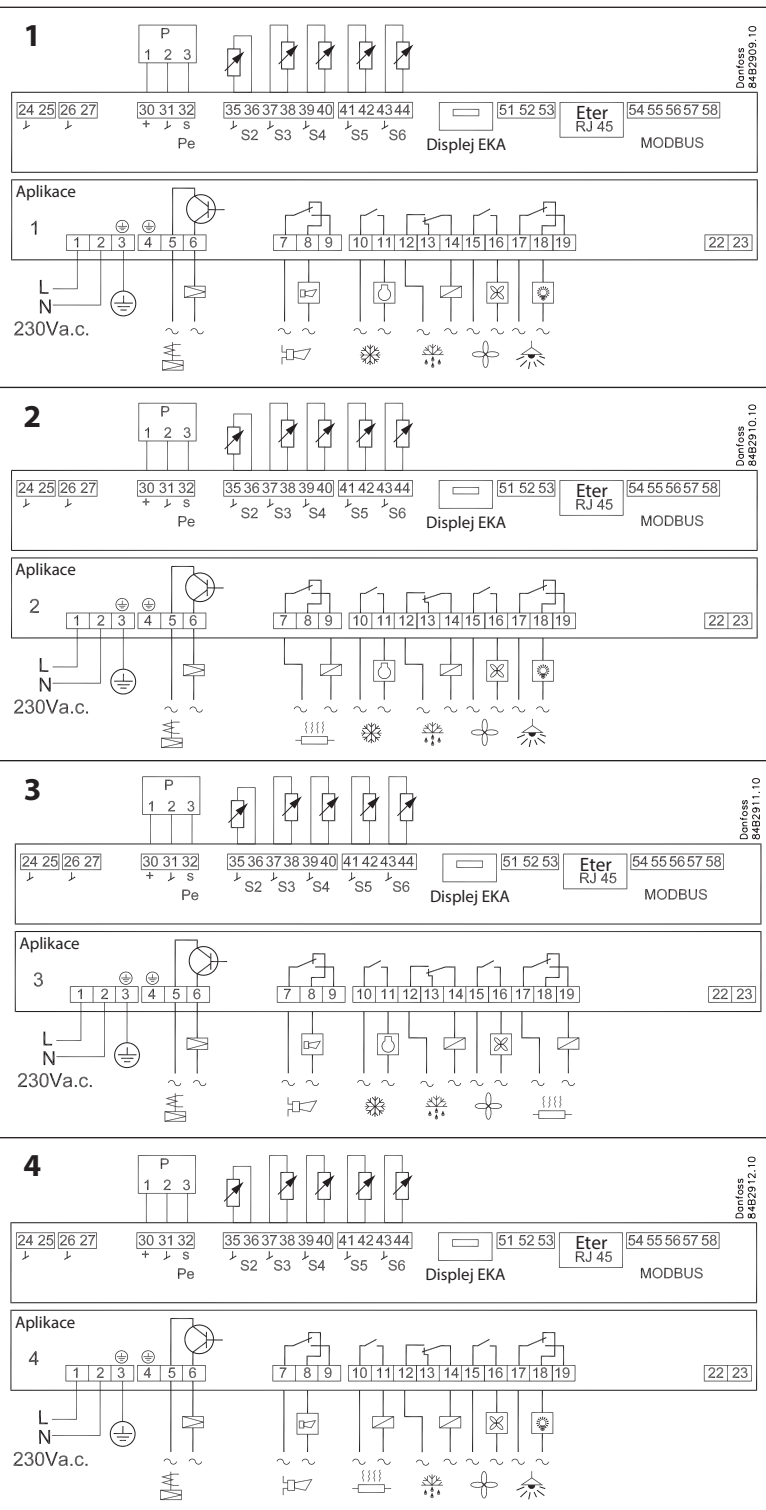 1
P
1 2 3
Danfoss
84B2909.10
24 25 26 27 30 31 32 35 36 37 38 39 40 41 42 43 44 51 52 53 Eter 54 55 56 57 58
+ s S2 S3 S4 S5 S6 RJ 45
Pe Displej EKA MODBUS
Aplikace
1
1 2 3 4 5 6 7 8 9 10 11 12 13 14 15 16 17 18 19 22 23
L
N
230Va.c.
2
P
1 2 3
Danfoss
84B2910.10
24 25 26 27 30 31 32 35 36 37 38 39 40 41 42 43 44 51 52 53 Eter 54 55 56 57 58
+ s S2 S3 S4 S5 S6 RJ 45
Pe Displej EKA MODBUS
Aplikace
2
1 2 3 4 5 6 7 8 9 10 11 12 13 14 15 16 17 18 19 22 23
L
N
230Va.c.
3
P
1 2 3
Danfoss
84B2911.10
24 25 26 27 30 31 32 35 36 37 38 39 40 41 42 43 44 51 52 53 Eter 54 55 56 57 58
+ s S2 S3 S4 S5 S6 RJ 45
Pe Displej EKA MODBUS
Aplikace
3
1 2 3 4 5 6 7 8 9 10 11 12 13 14 15 16 17 18 19 22 23
L
N
230Va.c.
4
P
1 2 3
Danfoss
84B2912.10
24 25 26 27 30 31 32 35 36 37 38 39 40 41 42 43 44 51 52 53 Eter 54 55 56 57 58
+ s S2 S3 S4 S5 S6 RJ 45
Pe Displej EKA MODBUS
Aplikace
4
1 2 3 4 5 6 7 8 9 10 11 12 13 14 15 16 17 18 19 22 23
L
N
230Va.c.